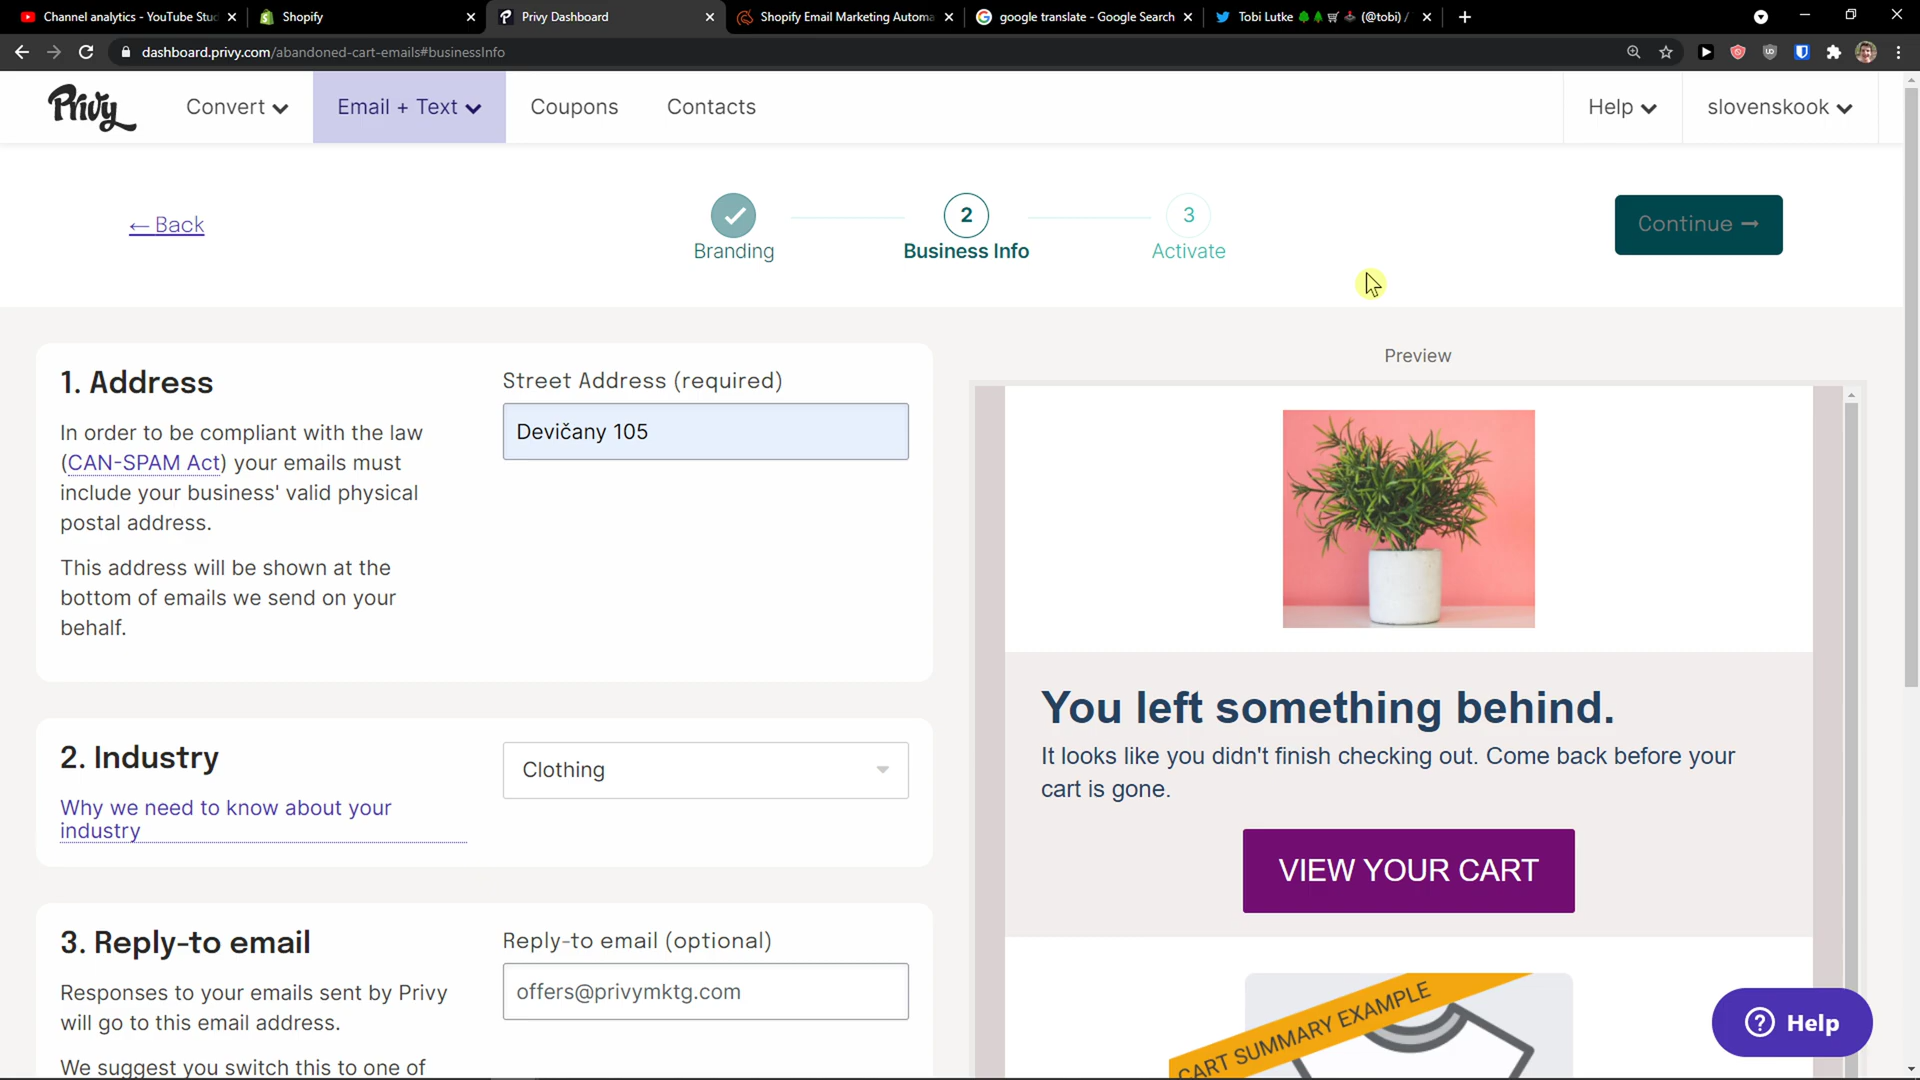 Channel analytics - YouTube Stu
Shopify
Privy Dashboard
Shopify Email Marketing Automa
google translate - Google Search
Tobi Lutke 🌲🌲🛒🕹 (@tobi) /
dashboard.privy.com/abandoned-cart-emails#businessInfo
Privy
Convert
Email + Text
Coupons
Contacts
Help
slovenskook
← Back
Branding
2
Business Info
3
Activate
Continue →
1. Address
In order to be compliant with the law
(CAN-SPAM Act) your emails must
include your business' valid physical
postal address.
This address will be shown at the
bottom of emails we send on your
behalf.
Street Address (required)
Devičany 105
2. Industry
Why we need to know about your
industry
Clothing
3. Reply-to email
Responses to your emails sent by Privy
will go to this email address.
We suggest you switch this to one of
Reply-to email (optional)
offers@privymktg.com
Preview
You left something behind.
It looks like you didn't finish checking out. Come back before your
cart is gone.
VIEW YOUR CART
CART SUMMARY EXAMPLE
Help